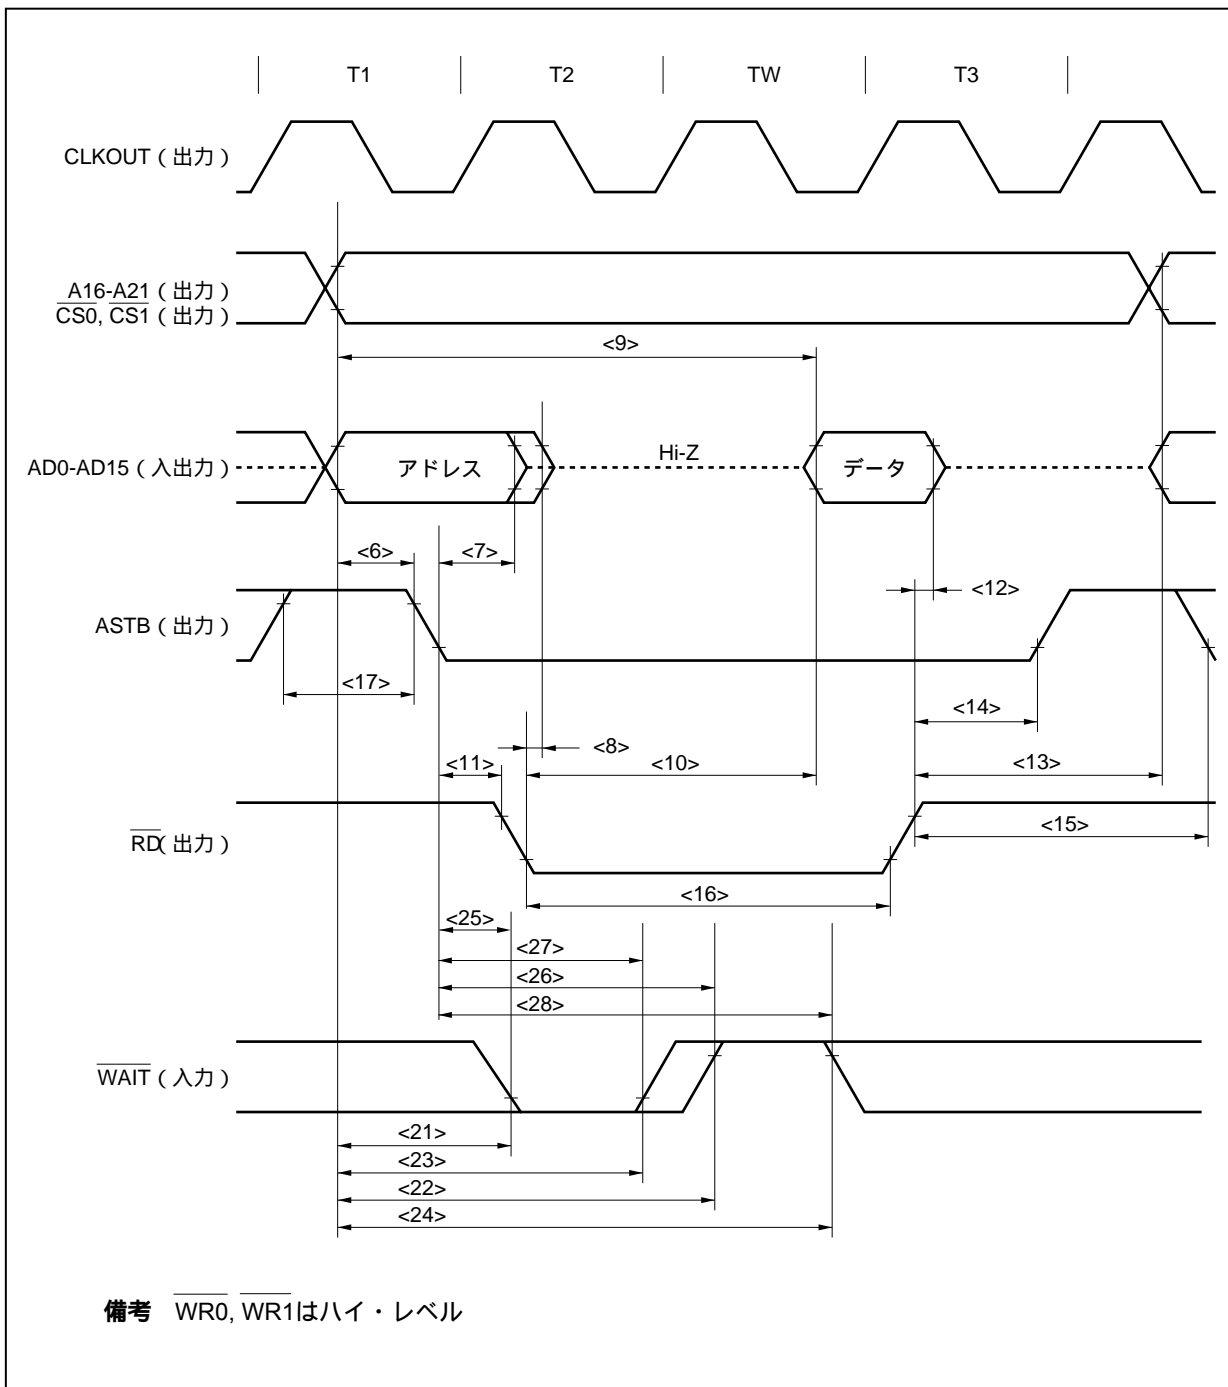 T1 T2 TW T3
CLKOUT（出力）
A16-A21（出力）
CS0, CS1（出力）
<9>
AD0-AD15（入出力）
アドレス
Hi-Z
データ
<6>
<7>
<12>
ASTB（出力）
<17>
<14>
<8>
<11>
<10>
<13>
RD（出力）
<15>
<16>
<25>
<27>
<26>
<28>
WAIT（入力）
<21>
<23>
<22>
<24>
備考 WR0, WR1はハイ・レベル